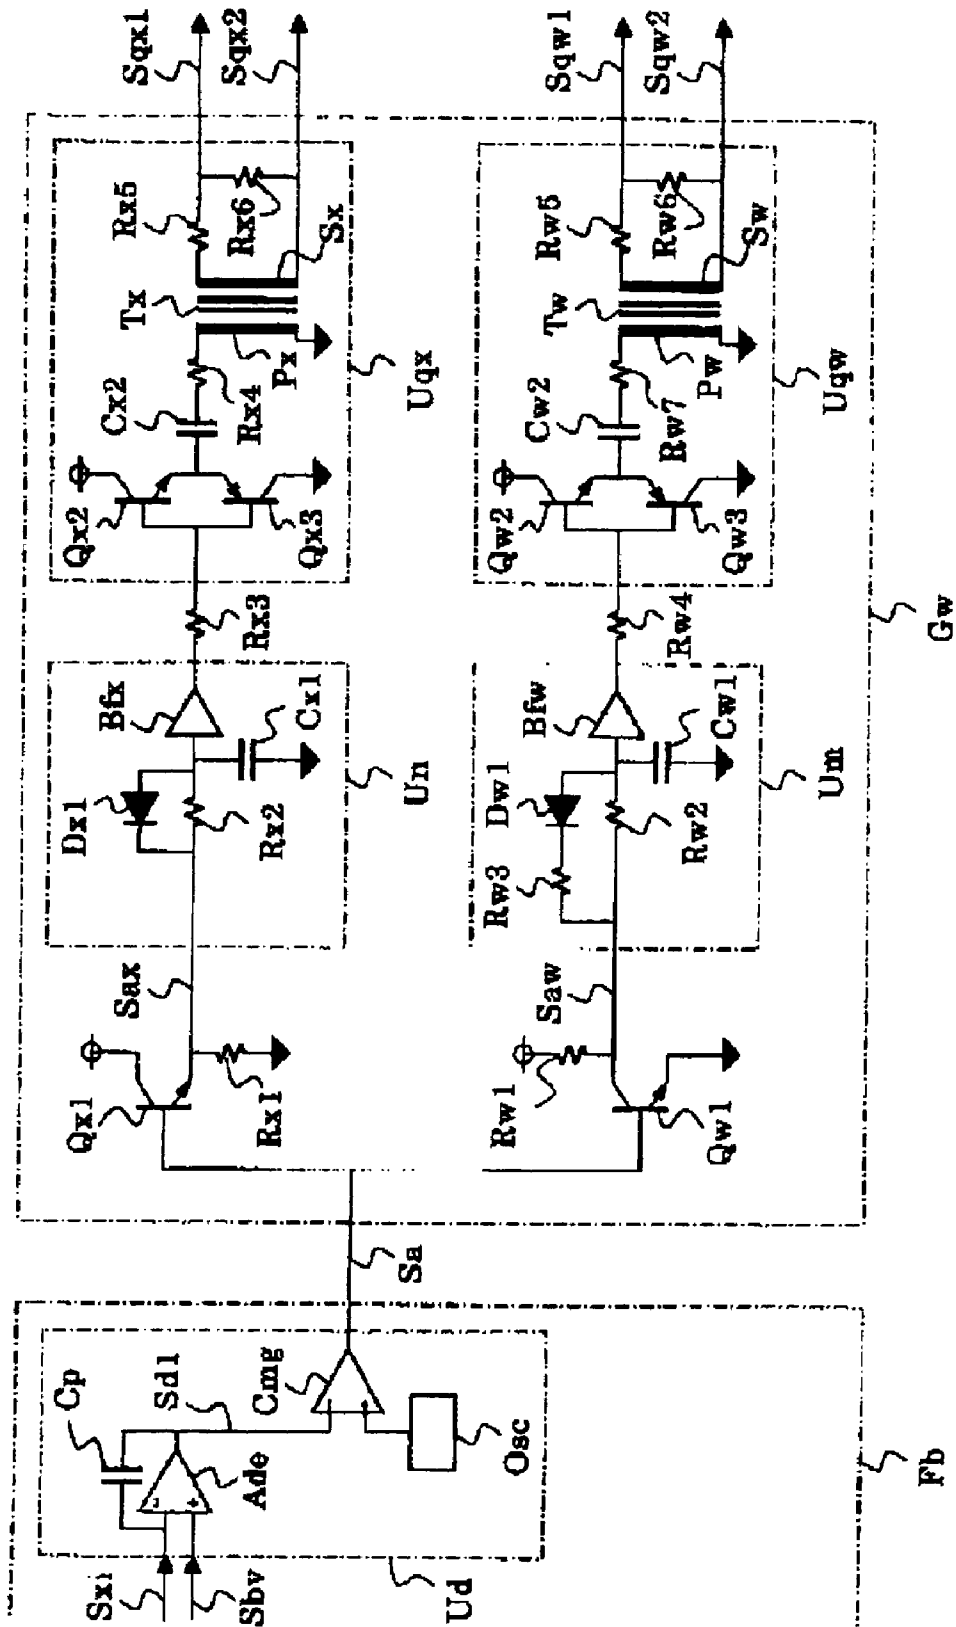 Sqx1
Sqx2
Sqw1
Sqw2
Rx5
Rx6
Sx
Tx
Px
Cx2
Rx4
Uqx
Qx2
Qx3
Rw5
Rw6
Sw
Tw
Pw
Cw2
Rw7
Uqw
Qw2
Qw3
Rx3
Rw4
Gw
Bfx
Cx1
Dx1
Rx2
Un
Bfw
Cw1
Dw1
Rw3
Rw2
Um
Sax
Saw
Qx1
Rx1
Rw1
Qw1
Sa
Cp
Sd1
Cmg
Ade
-
+
Osc
Sx1
Sbv
Ud
Fb